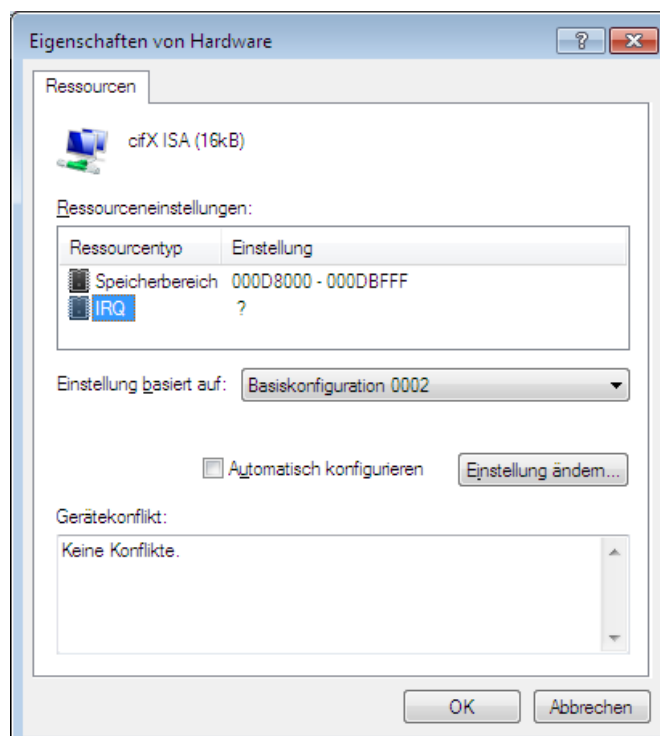 Eigenschaften von Hardware
?
Ressourcen
cifX ISA (16kB)
Ressourceneinstellungen:
Ressourcentyp Einstellung
Speicherbereich 000D8000 - 000DBFFF
IRQ ?
Einstellung basiert auf: Basiskonfiguration 0002
Automatisch konfigurieren Einstellung ändern...
Gerätekonflikt:
Keine Konflikte.
OK Abbrechen